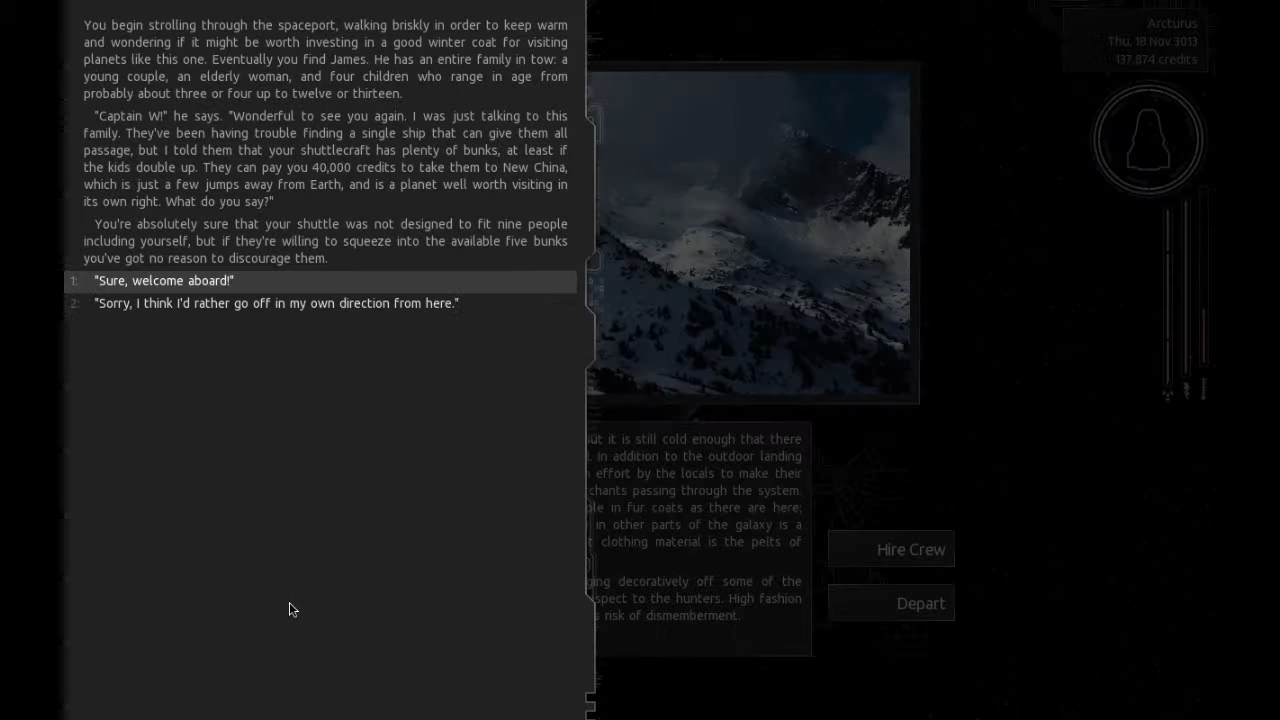 You begin strolling through the spaceport, walking briskly in order to keep warm
and wondering if it might be worth investing in a good winter coat for visiting
planets like this one. Eventually you find James. He has an entire family in tow: a
young couple, an elderly woman, and four children who range in age from
probably about three or four up to twelve or thirteen.
"Captain W!" he says. "Wonderful to see you again. I was just talking to this
family. They've been having trouble finding a single ship that can give them all
passage, but I told them that your shuttlecraft has plenty of bunks, at least if
the kids double up. They can pay you 40,000 credits to take them to New China,
which is just a few jumps away from Earth, and is a planet well worth visiting in
its own right. What do you say?"
You're absolutely sure that your shuttle was not designed to fit nine people
including yourself, but if they're willing to squeeze into the available five bunks
you've got no reason to discourage them.
1: "Sure, welcome aboard!"
2: "Sorry, I think I'd rather go off in my own direction from here."
Arcturus
Thu, 18 Nov 3013
137,874 credits
but it is still cold enough that there
. In addition to the outdoor landing
effort by the locals to make their
chants passing through the system.
ple in fur coats as there are here;
in other parts of the galaxy is a
t clothing material is the pelts of
ging decoratively off some of the
spect to the hunters. High fashion
s risk of dismemberment.
Hire Crew
Depart